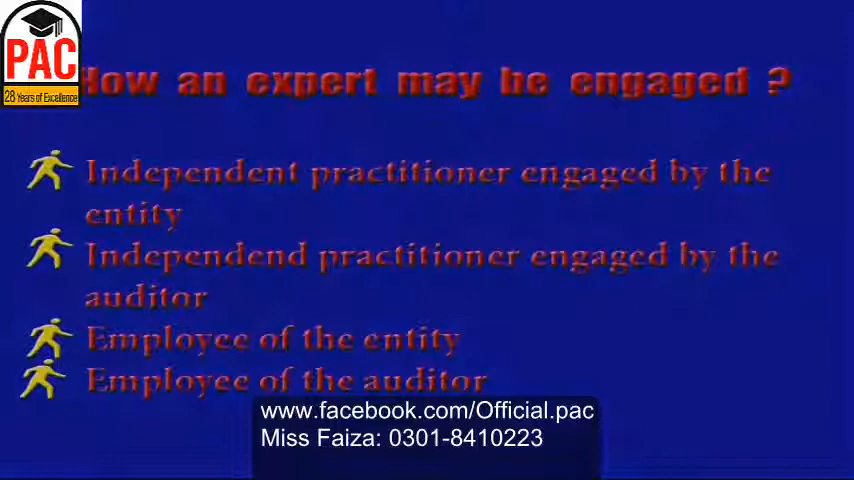 PAC
28 Years of Excellence
How an expert may be engaged ?
Independent practitioner engaged by the
entity
Independend practitioner engaged by the
auditor
Employee of the entity
Employee of the auditor
www.facebook.com/Official.pac
Miss Faiza: 0301-8410223